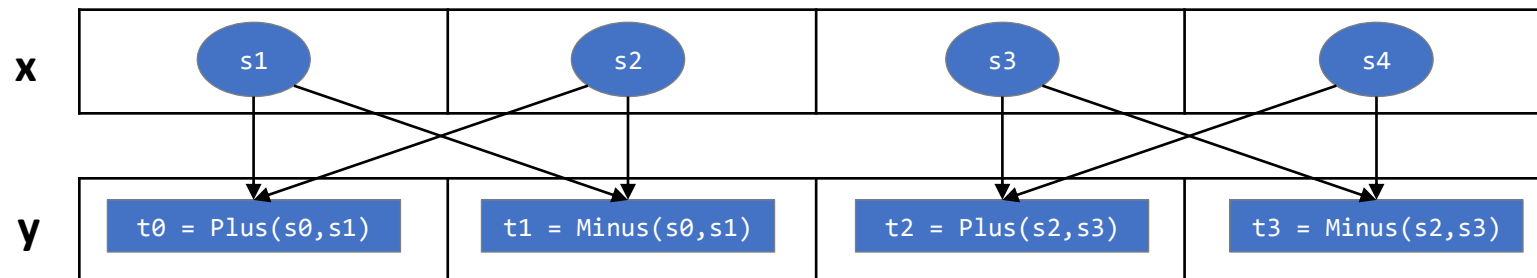 x s1 s2 s3 s4
y t0 = Plus(s0,s1) t1 = Minus(s0,s1) t2 = Plus(s2,s3) t3 = Minus(s2,s3)